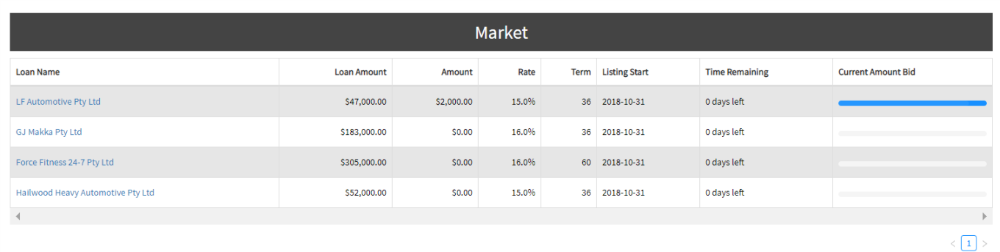 Market
Loan Name Loan Amount Amount Rate Term Listing Start Time Remaining Current Amount Bid
LF Automotive Pty Ltd $47,000.00 $2,000.00 15.0% 36 2018-10-31 0 days left
GJ Makka Pty Ltd $183,000.00 $0.00 16.0% 36 2018-10-31 0 days left
Force Fitness 24-7 Pty Ltd $305,000.00 $0.00 16.0% 60 2018-10-31 0 days left
Hailwood Heavy Automotive Pty Ltd $52,000.00 $0.00 15.0% 36 2018-10-31 0 days left
< 1 >